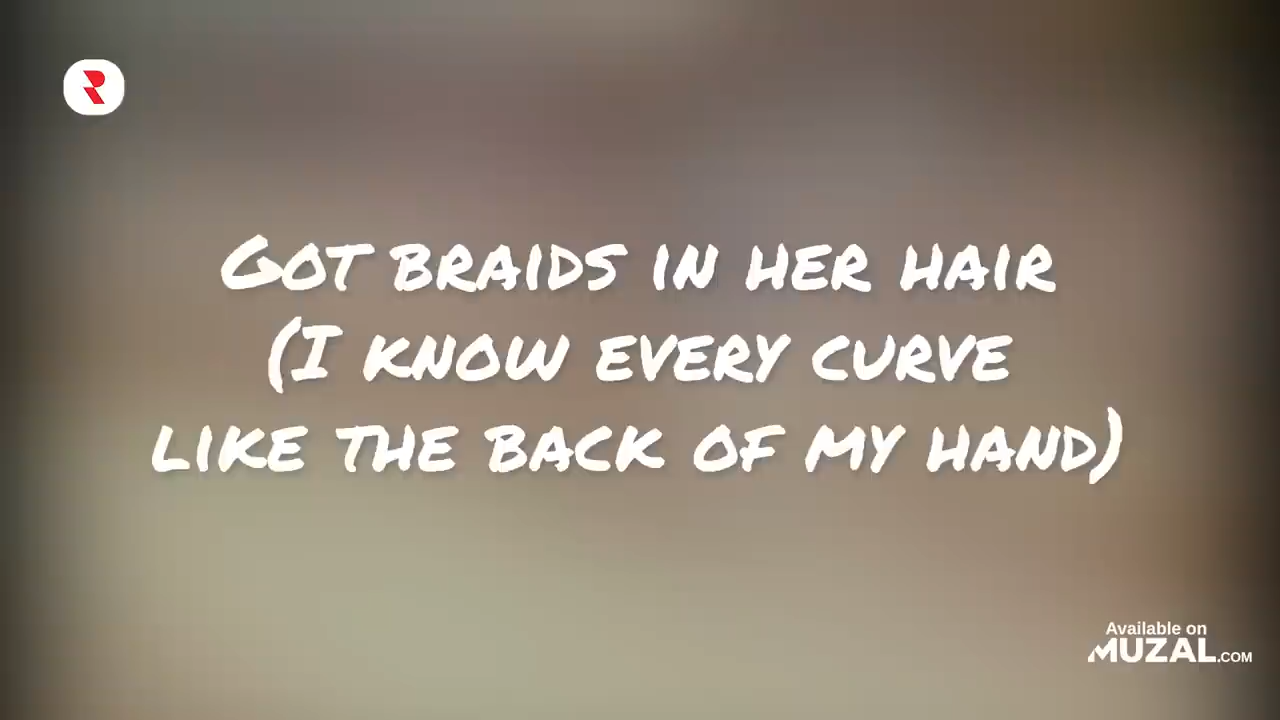 R
Got braids in her hair
(I know every curve
like the back of my hand)
Available on
MUZAL.COM